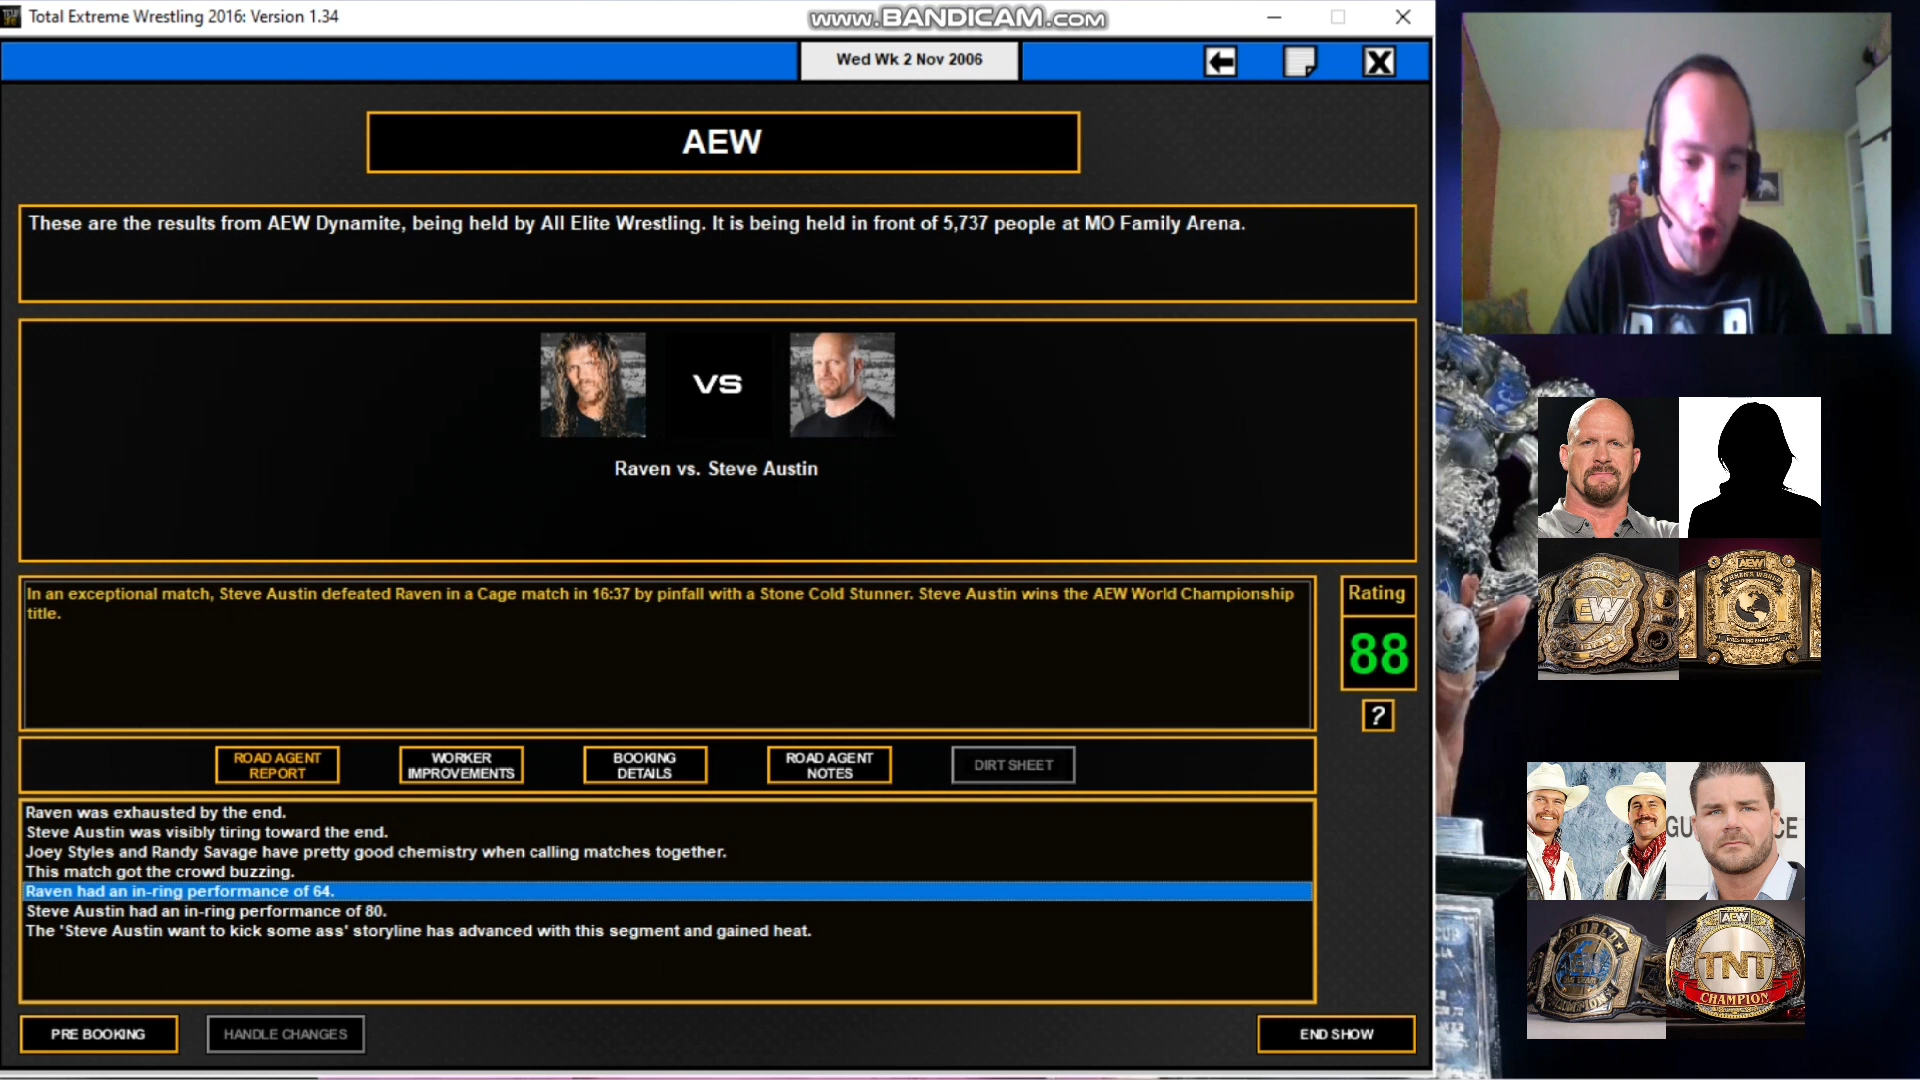 Total Extreme Wrestling 2016: Version 1.34
www.BANDICAM.com
Wed Wk 2 Nov 2006
AEW
These are the results from AEW Dynamite, being held by All Elite Wrestling. It is being held in front of 5,737 people at MO Family Arena.
VS
Raven vs. Steve Austin
In an exceptional match, Steve Austin defeated Raven in a Cage match in 16:37 by pinfall with a Stone Cold Stunner. Steve Austin wins the AEW World Championship
title.
Rating
88
?
ROAD AGENT
REPORT
WORKER
IMPROVEMENTS
BOOKING
DETAILS
ROAD AGENT
NOTES
DIRT SHEET
Raven was exhausted by the end.
Steve Austin was visibly tiring toward the end.
Joey Styles and Randy Savage have pretty good chemistry when calling matches together.
This match got the crowd buzzing.
Raven had an in-ring performance of 64.
Steve Austin had an in-ring performance of 80.
The 'Steve Austin want to kick some ass' storyline has advanced with this segment and gained heat.
PRE BOOKING
HANDLE CHANGES
END SHOW
AEW
AEW
WOMEN'S WORLD
GU
CE
WORLD
AEW
TNT
CHAMPION